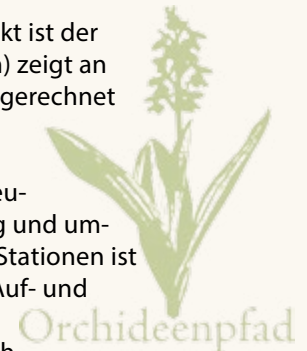 kt ist der
) zeigt an
gerechnet
eu-
g und um-
Stationen ist
Auf- und
Orchideenpfad